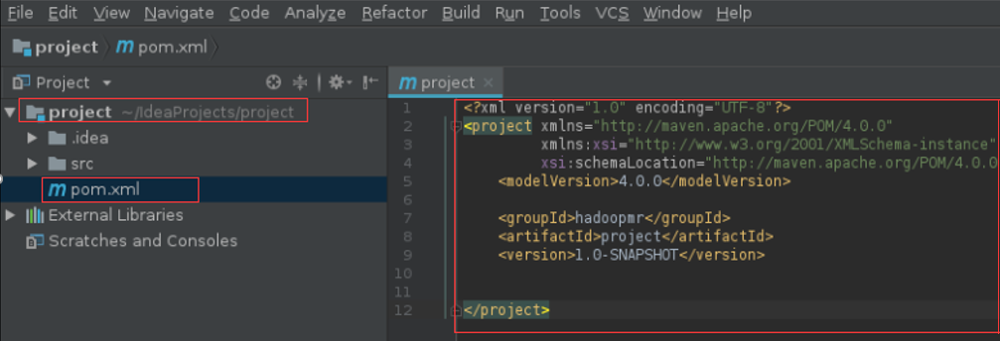 File Edit View Navigate Code Analyze Refactor Build Run Tools VCS Window Help
project m pom.xml
Project
m project ×
project ~/IdeaProjects/project
.idea
src
m pom.xml
External Libraries
Scratches and Consoles
1 <?xml version="1.0" encoding="UTF-8"?>
2 <project xmlns="http://maven.apache.org/POM/4.0.0"
3 xmlns:xsi="http://www.w3.org/2001/XMLSchema-instance"
4 xsi:schemaLocation="http://maven.apache.org/POM/4.0.0
5 <modelVersion>4.0.0</modelVersion>
6
7 <groupId>hadoopmr</groupId>
8 <artifactId>project</artifactId>
9 <version>1.0-SNAPSHOT</version>
10
11
12 </project>